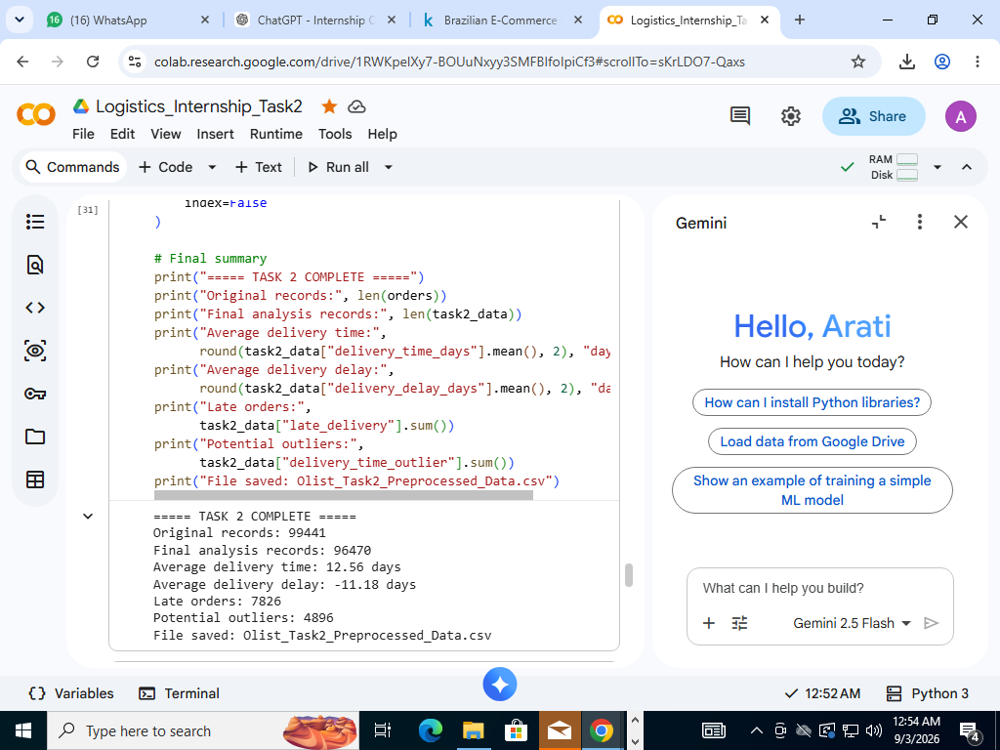 (16) WhatsApp
ChatGPT - Internship C
Brazilian E-Commerce
Logistics_Internship_Ta
colab.research.google.com/drive/1RWKpelXy7-BOUuNxyy3SMFBIfoIpiCf3#scrollTo=sKrLDO7-Qaxs
Logistics_Internship_Task2
File Edit View Insert Runtime Tools Help
Share
A
Commands + Code + Text Run all
RAM
Disk
[31]
index=False
)
# Final summary
print("===== TASK 2 COMPLETE =====")
print("Original records:", len(orders))
print("Final analysis records:", len(task2_data))
print("Average delivery time:",
round(task2_data["delivery_time_days"].mean(), 2), "day
print("Average delivery delay:",
round(task2_data["delivery_delay_days"].mean(), 2), "da
print("Late orders:",
task2_data["late_delivery"].sum())
print("Potential outliers:",
task2_data["delivery_time_outlier"].sum())
print("File saved: Olist_Task2_Preprocessed_Data.csv")
===== TASK 2 COMPLETE =====
Original records: 99441
Final analysis records: 96470
Average delivery time: 12.56 days
Average delivery delay: -11.18 days
Late orders: 7826
Potential outliers: 4896
File saved: Olist_Task2_Preprocessed_Data.csv
Gemini
Hello, Arati
How can I help you today?
How can I install Python libraries?
Load data from Google Drive
Show an example of training a simple
ML model
What can I help you build?
Gemini 2.5 Flash
Variables
Terminal
12:52 AM
Python 3
Type here to search
12:54 AM
9/3/2026
4